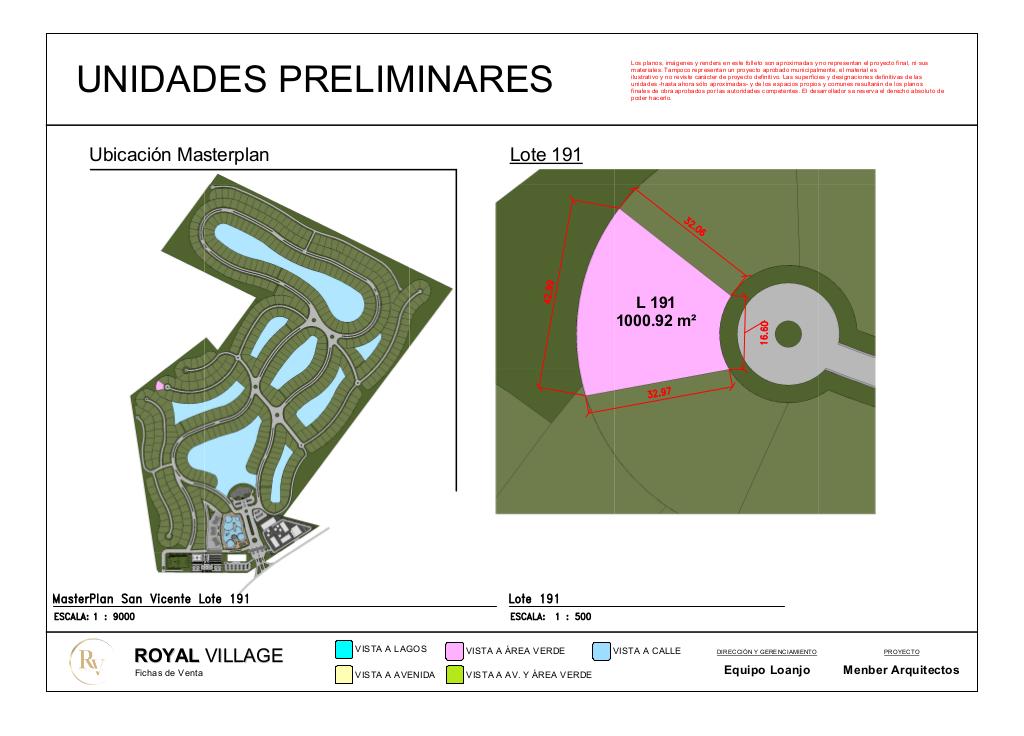 UNIDADES PRELIMINARES
Los planos, imágenes y renders en este folleto son aproximadas y no representan el proyecto final, ni sus
materiales. Tampoco representan un proyecto aprobado municipalmente, el material es
ilustrativo y no reviste carácter de proyecto definitivo. Las superficies y designaciones definitivas de las
unidades -hasta ahora sólo aproximadas- y de los espacios propios y comunes resultarán de los planos
finales de obra aprobados por las autoridades competentes. El desarrollador se reserva el derecho absoluto de
poder hacerlo.
Ubicación Masterplan
Lote 191
32.06
42.99
L 191
1000.92 m²
16.60
32.97
MasterPlan San Vicente Lote 191
ESCALA: 1 : 9000
Lote 191
ESCALA: 1 : 500
RV
ROYAL VILLAGE
Fichas de Venta
VISTA A LAGOS
VISTA A ÁREA VERDE
VISTA A CALLE
VISTA A AVENIDA
VISTA A AV. Y ÁREA VERDE
DIRECCIÓN Y GERENCIAMIENTO
Equipo Loanjo
PROYECTO
Menber Arquitectos